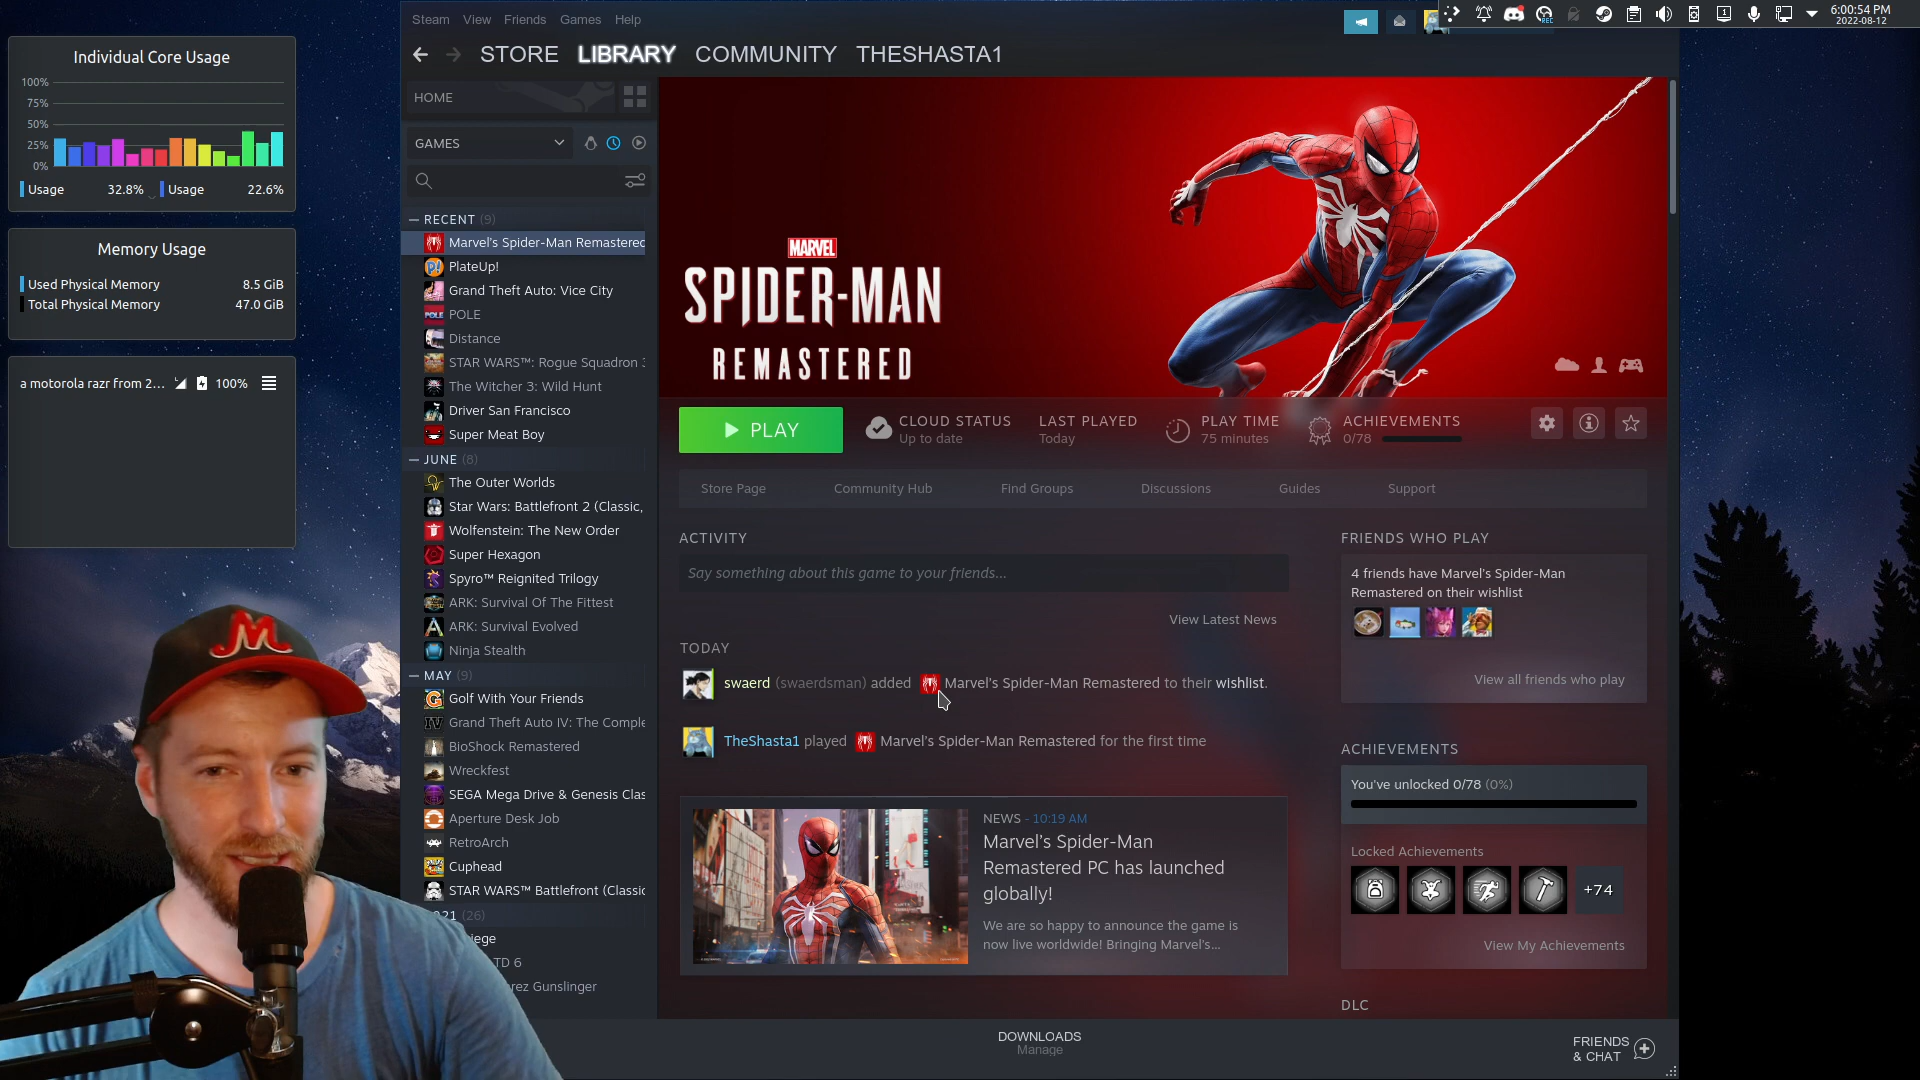 Steam View Friends Games Help
6:00:54 PM
2022-08-12
STORE LIBRARY COMMUNITY THESHASTA1
Individual Core Usage
100%
75%
50%
25%
0%
Usage 32.8% Usage 22.6%
Memory Usage
Used Physical Memory 8.5 GiB
Total Physical Memory 47.0 GiB
a motorola razr from 2... 100%
HOME
GAMES
RECENT (9)
Marvel's Spider-Man Remastered
PlateUp!
Grand Theft Auto: Vice City
POLE
Distance
STAR WARS™: Rogue Squadron 3
The Witcher 3: Wild Hunt
Driver San Francisco
Super Meat Boy
JUNE (8)
The Outer Worlds
Star Wars: Battlefront 2 (Classic,
Wolfenstein: The New Order
Super Hexagon
Spyro™ Reignited Trilogy
ARK: Survival Of The Fittest
ARK: Survival Evolved
Ninja Stealth
MAY (9)
Golf With Your Friends
Grand Theft Auto IV: The Comple
BioShock Remastered
Wreckfest
SEGA Mega Drive & Genesis Clas
Aperture Desk Job
RetroArch
Cuphead
STAR WARS™ Battlefront (Classic
21 (26)
iege
TD 6
rez Gunslinger
MARVEL
SPIDER-MAN
REMASTERED
PLAY
CLOUD STATUS
Up to date
LAST PLAYED
Today
PLAY TIME
75 minutes
ACHIEVEMENTS
0/78
Store Page Community Hub Find Groups Discussions Guides Support
ACTIVITY
Say something about this game to your friends...
View Latest News
TODAY
swaerd (swaerdsman) added Marvel's Spider-Man Remastered to their wishlist.
TheShasta1 played Marvel's Spider-Man Remastered for the first time
NEWS - 10:19 AM
Marvel's Spider-Man
Remastered PC has launched
globally!
We are so happy to announce the game is
now live worldwide! Bringing Marvel's...
FRIENDS WHO PLAY
4 friends have Marvel's Spider-Man
Remastered on their wishlist
View all friends who play
ACHIEVEMENTS
You've unlocked 0/78 (0%)
Locked Achievements
+74
View My Achievements
DLC
DOWNLOADS
Manage
FRIENDS
& CHAT
M